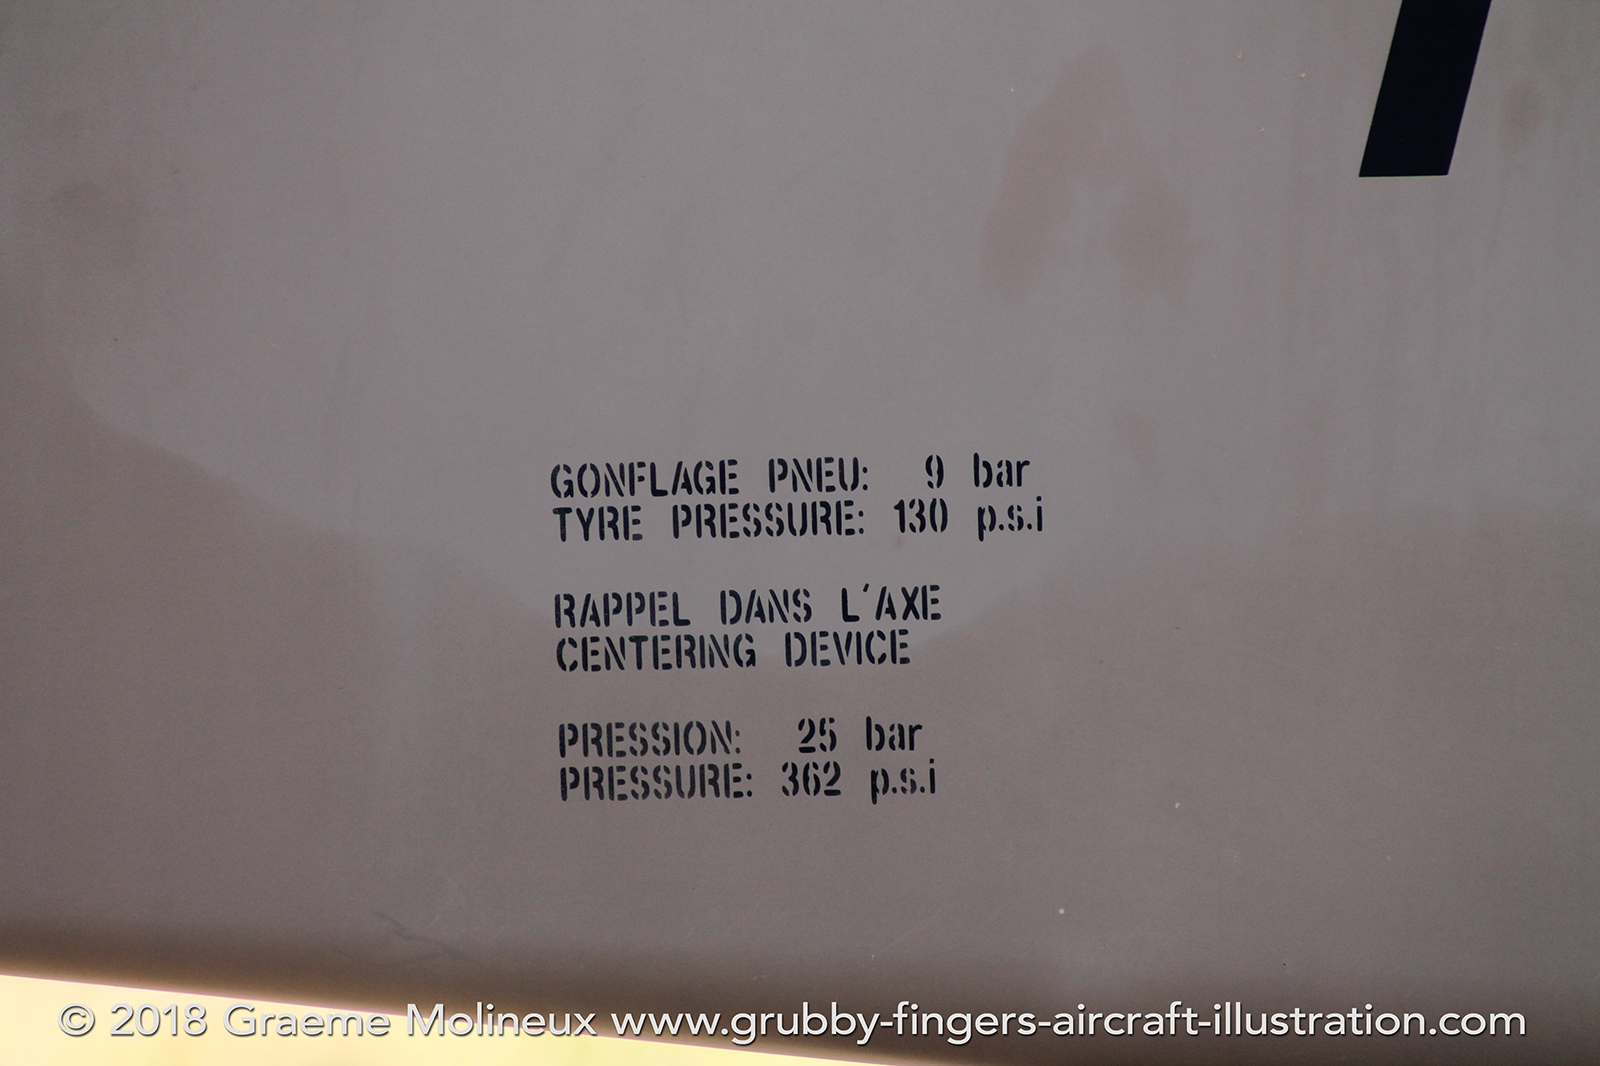 GONFLAGE PNEU: 9 bar
TYRE PRESSURE: 130 p.s.i
RAPPEL DANS L'AXE
CENTERING DEVICE
PRESSION: 25 bar
PRESSURE: 362 p.s.i
© 2018 Graeme Molineux www.grubby-fingers-aircraft-illustration.com